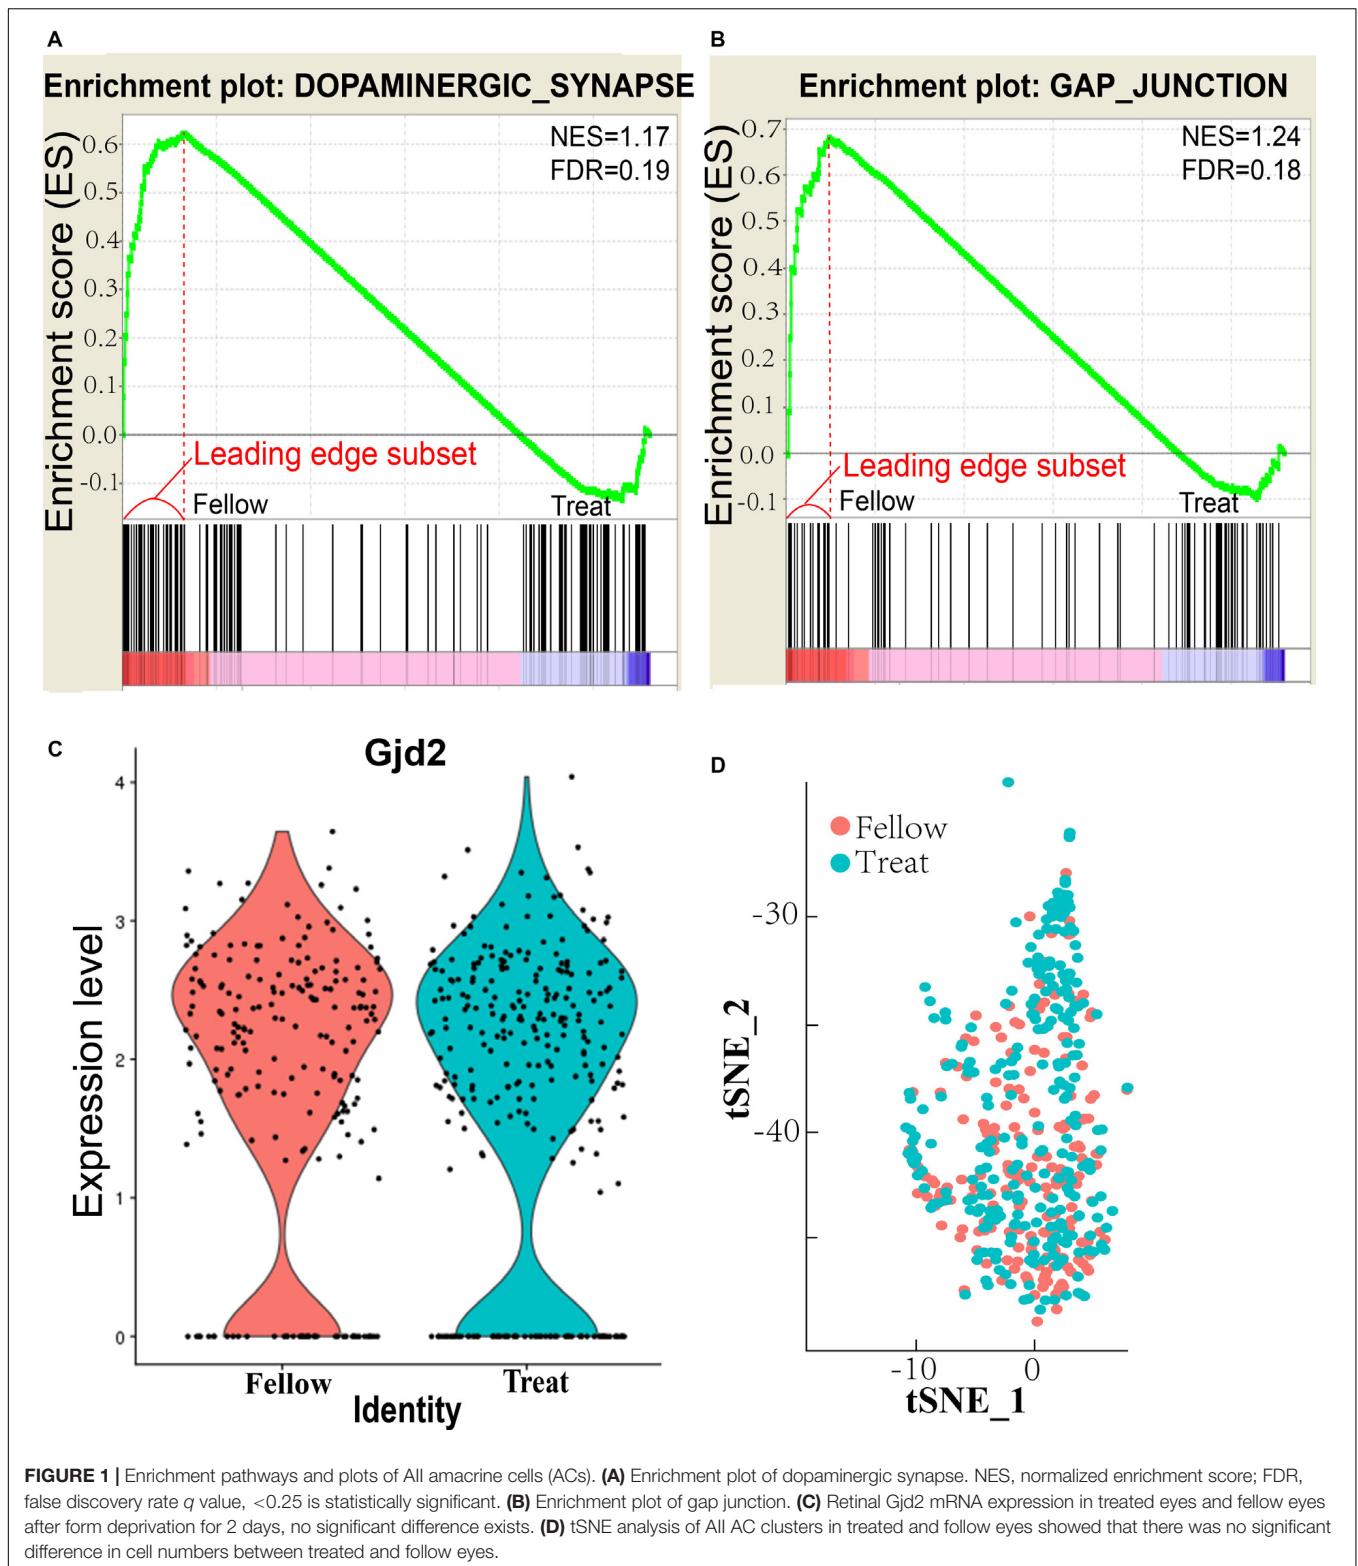 A
Enrichment plot: DOPAMINERGIC_SYNAPSE
NES=1.17
FDR=0.19
Enrichment score (ES)
0.6
0.5
0.4
0.3
0.2
0.1
0.0
-0.1
Leading edge subset
Fellow
Treat
B
Enrichment plot: GAP_JUNCTION
NES=1.24
FDR=0.18
Enrichment score (ES)
0.7
0.6
0.5
0.4
0.3
0.2
0.1
0.0
-0.1
Leading edge subset
Fellow
Treat
C
Gjd2
Expression level
4
3
2
1
0
Fellow
Treat
Identity
D
Fellow
Treat
tSNE_2
-30
-40
-10
0
tSNE_1
FIGURE 1 | Enrichment pathways and plots of AII amacrine cells (ACs). (A) Enrichment plot of dopaminergic synapse. NES, normalized enrichment score; FDR,
false discovery rate q value, <0.25 is statistically significant. (B) Enrichment plot of gap junction. (C) Retinal Gjd2 mRNA expression in treated eyes and fellow eyes
after form deprivation for 2 days, no significant difference exists. (D) tSNE analysis of AII AC clusters in treated and follow eyes showed that there was no significant
difference in cell numbers between treated and follow eyes.